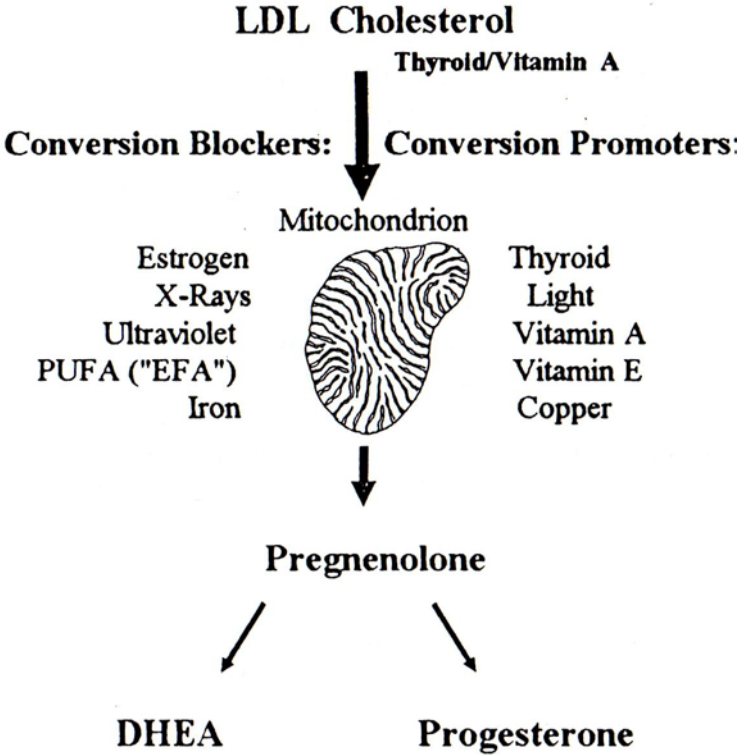 LDL Cholesterol
Thyroid/Vitamin A
Conversion Blockers:
Conversion Promoters:
Mitochondrion
Estrogen
X-Rays
Ultraviolet
PUFA ("EFA")
Iron
Thyroid
Light
Vitamin A
Vitamin E
Copper
Pregnenolone
DHEA
Progesterone